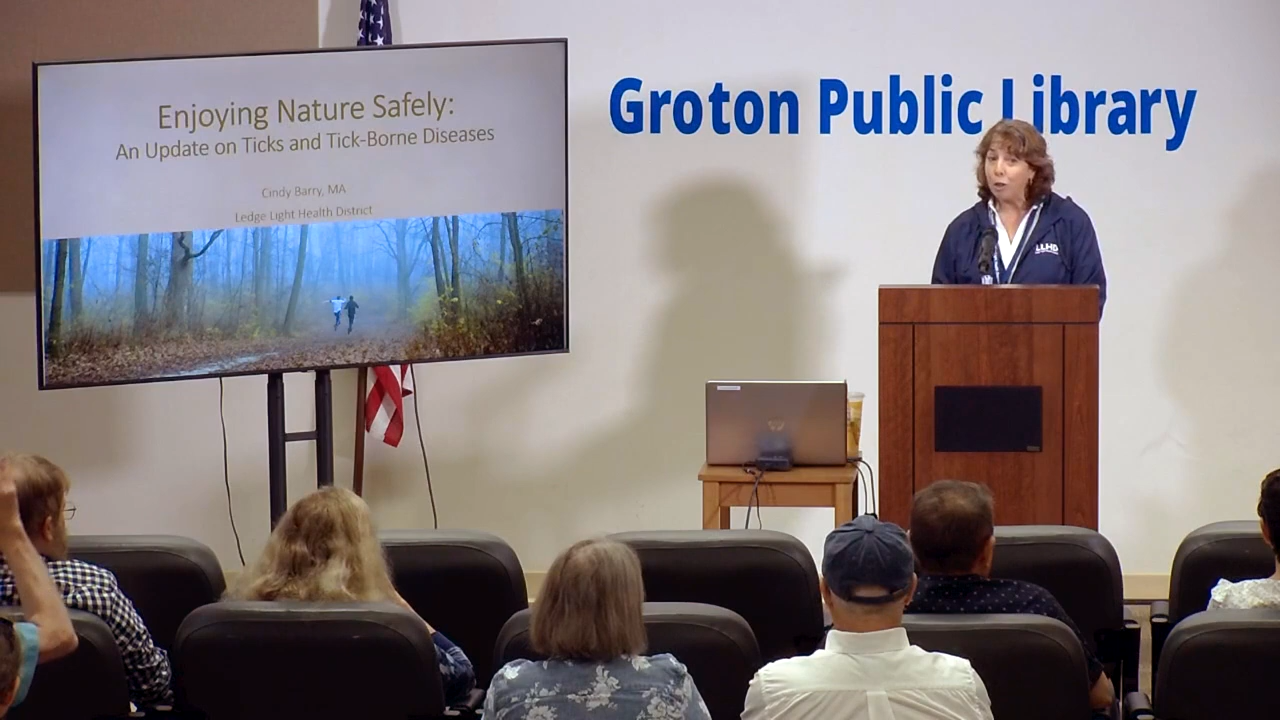 Enjoying Nature Safely:
An Update on Ticks and Tick-Borne Diseases
Cindy Barry, MA
Ledge Light Health District
Groton Public Library
LLHD